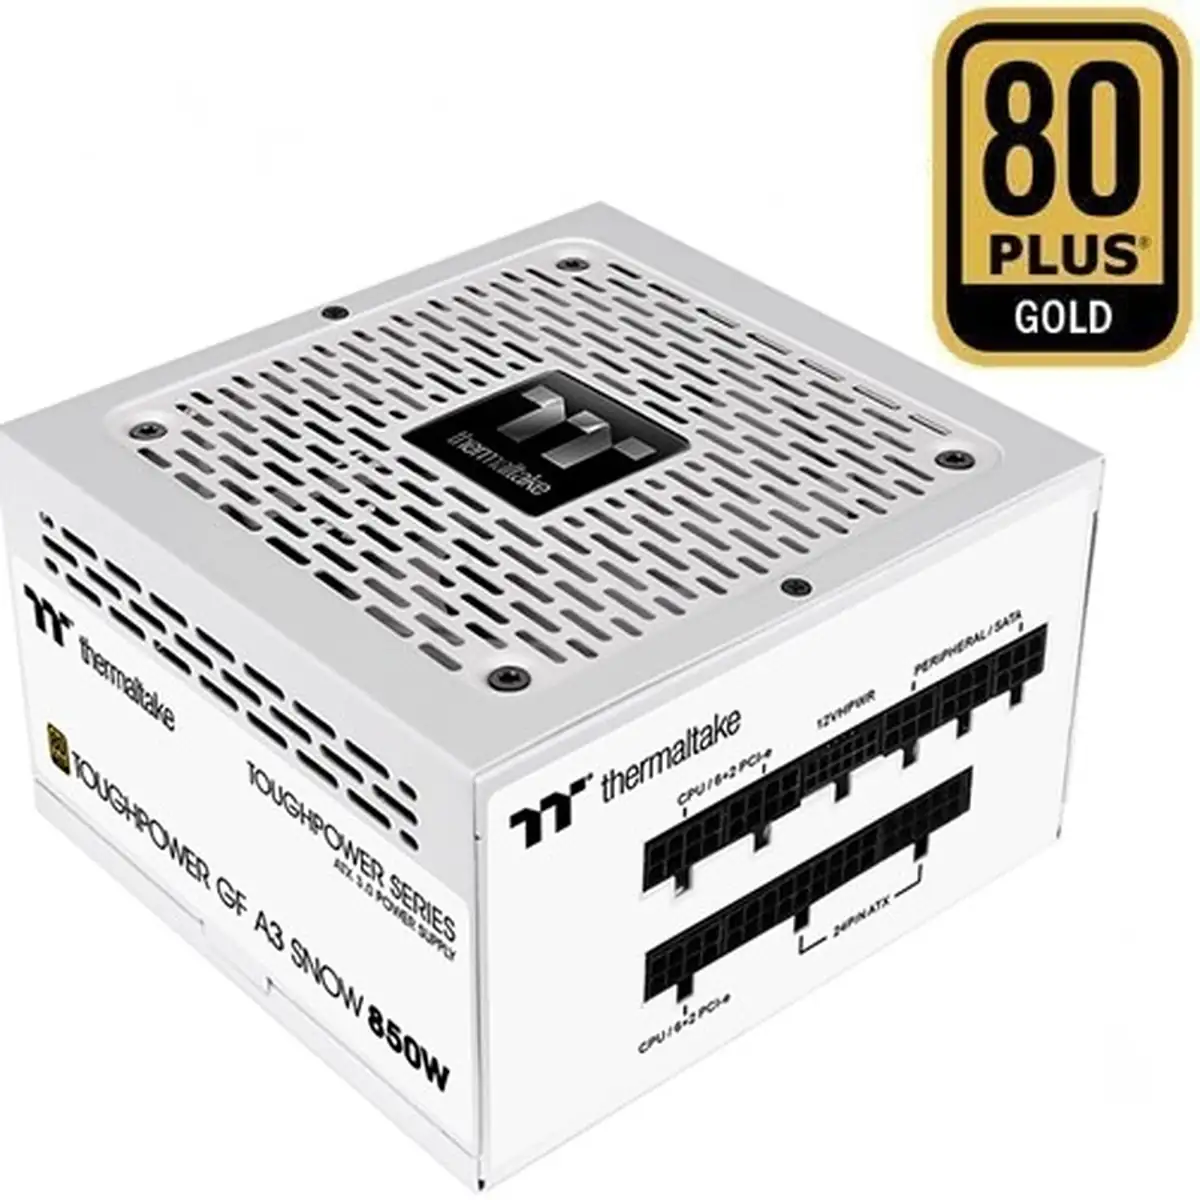 80
PLUS®
GOLD
thermaltake
thermaltake
TOUGHPOWER SERIES
ATX 3.0 POWER SUPPLY
TOUGHPOWER GF A3 SNOW 850W
thermaltake
CPU / 6+2 PCI-e
12VHPWR
PERIPHERAL / SATA
24PIN ATX
CPU / 6+2 PCI-e